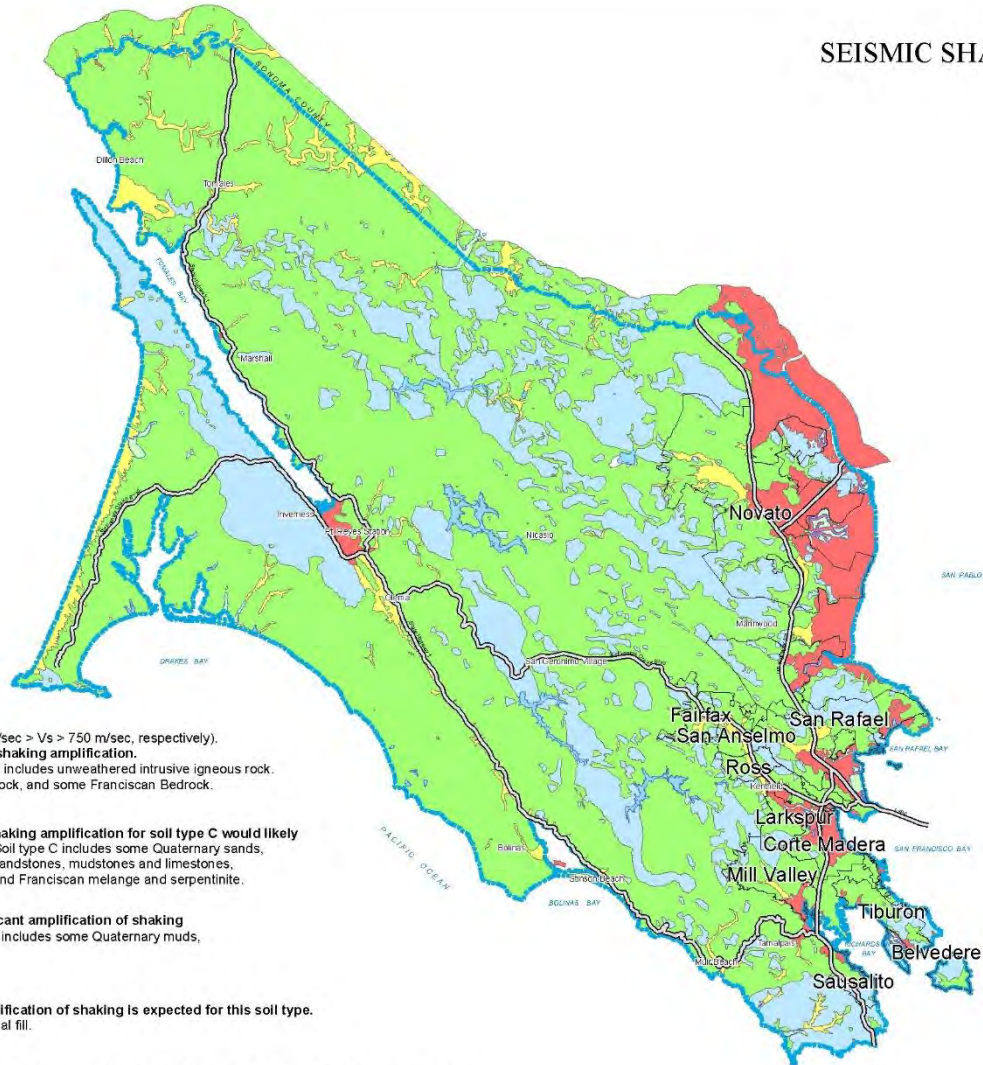 SEISMIC SHA
SONOMA COUNTY
Dillon Beach
Tomales
TOMALES BAY
Marshall
Inverness
Pt. Reyes Station
Nicasio
Novato
SAN PABLO
Marinwood
Olema
DRAKES BAY
San Geronimo Village
Fairfax
San Rafael
San Anselmo
SAN RAFAEL BAY
Ross
Kentfield
Larkspur
Corte Madera
SAN FRANCISCO BAY
Mill Valley
PACIFIC OCEAN
Bolinas
Stinson Beach
BOLINAS BAY
Tiburon
Tamalpais
BAY
Belvedere
Muir Beach
Sausalito
/sec > Vs > 750 m/sec, respectively).
shaking amplification.
includes unweathered intrusive igneous rock.
ock, and some Franciscan Bedrock.
aking amplification for soil type C would likely
Soil type C includes some Quaternary sands,
andstones, mudstones and limestones,
nd Franciscan melange and serpentinite.
cant amplification of shaking
includes some Quaternary muds,
ification of shaking is expected for this soil type.
al fill.